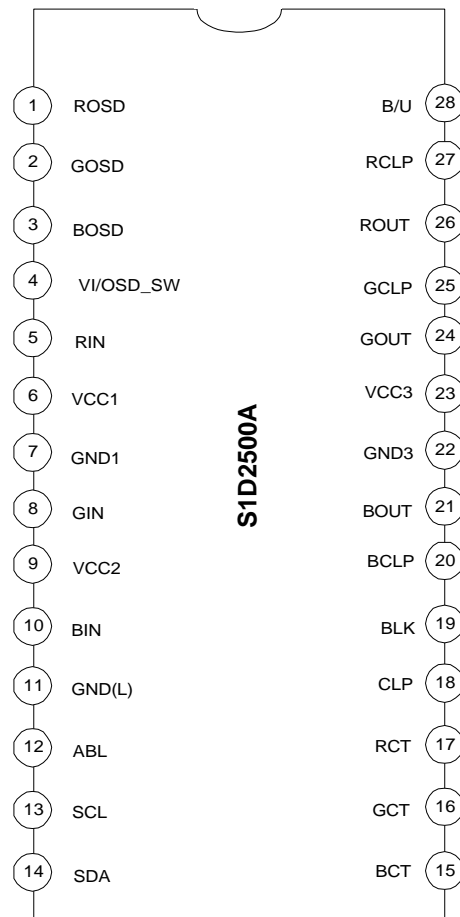 1 ROSD
2 GOSD
3 BOSD
4 VI/OSD_SW
5 RIN
6 VCC1
7 GND1
8 GIN
9 VCC2
10 BIN
11 GND(L)
12 ABL
13 SCL
14 SDA
S1D2500A
B/U 28
RCLP 27
ROUT 26
GCLP 25
GOUT 24
VCC3 23
GND3 22
BOUT 21
BCLP 20
BLK 19
CLP 18
RCT 17
GCT 16
BCT 15